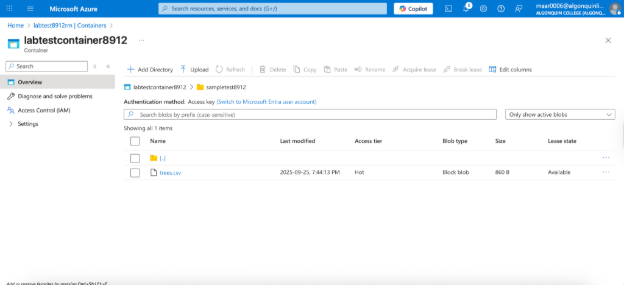 Microsoft Azure
Search resources, services, and docs (G+/)
Copilot
ALGONQUIN COLLEGE (ALGONQ...
Home > labtest8912rm | Containers >
labtestcontainer8912 ...
Container
Search
Overview
Diagnose and solve problems
Access Control (IAM)
Settings
Add Directory Upload Refresh Delete Copy Paste Rename Acquire lease Break lease Edit columns
labtestcontainer8912 > sampletest8912
Authentication method: Access key (Switch to Microsoft Entra user account)
Search blobs by prefix (case-sensitive)
Only show active blobs
Showing all 1 items
Name Last modified Access tier Blob type Size Lease state
[..]
trees.csv 2025-09-25, 7:44:13 PM Hot Block blob 860 B Available
Add or remove favorites by pressing Ctrl+Shift+F